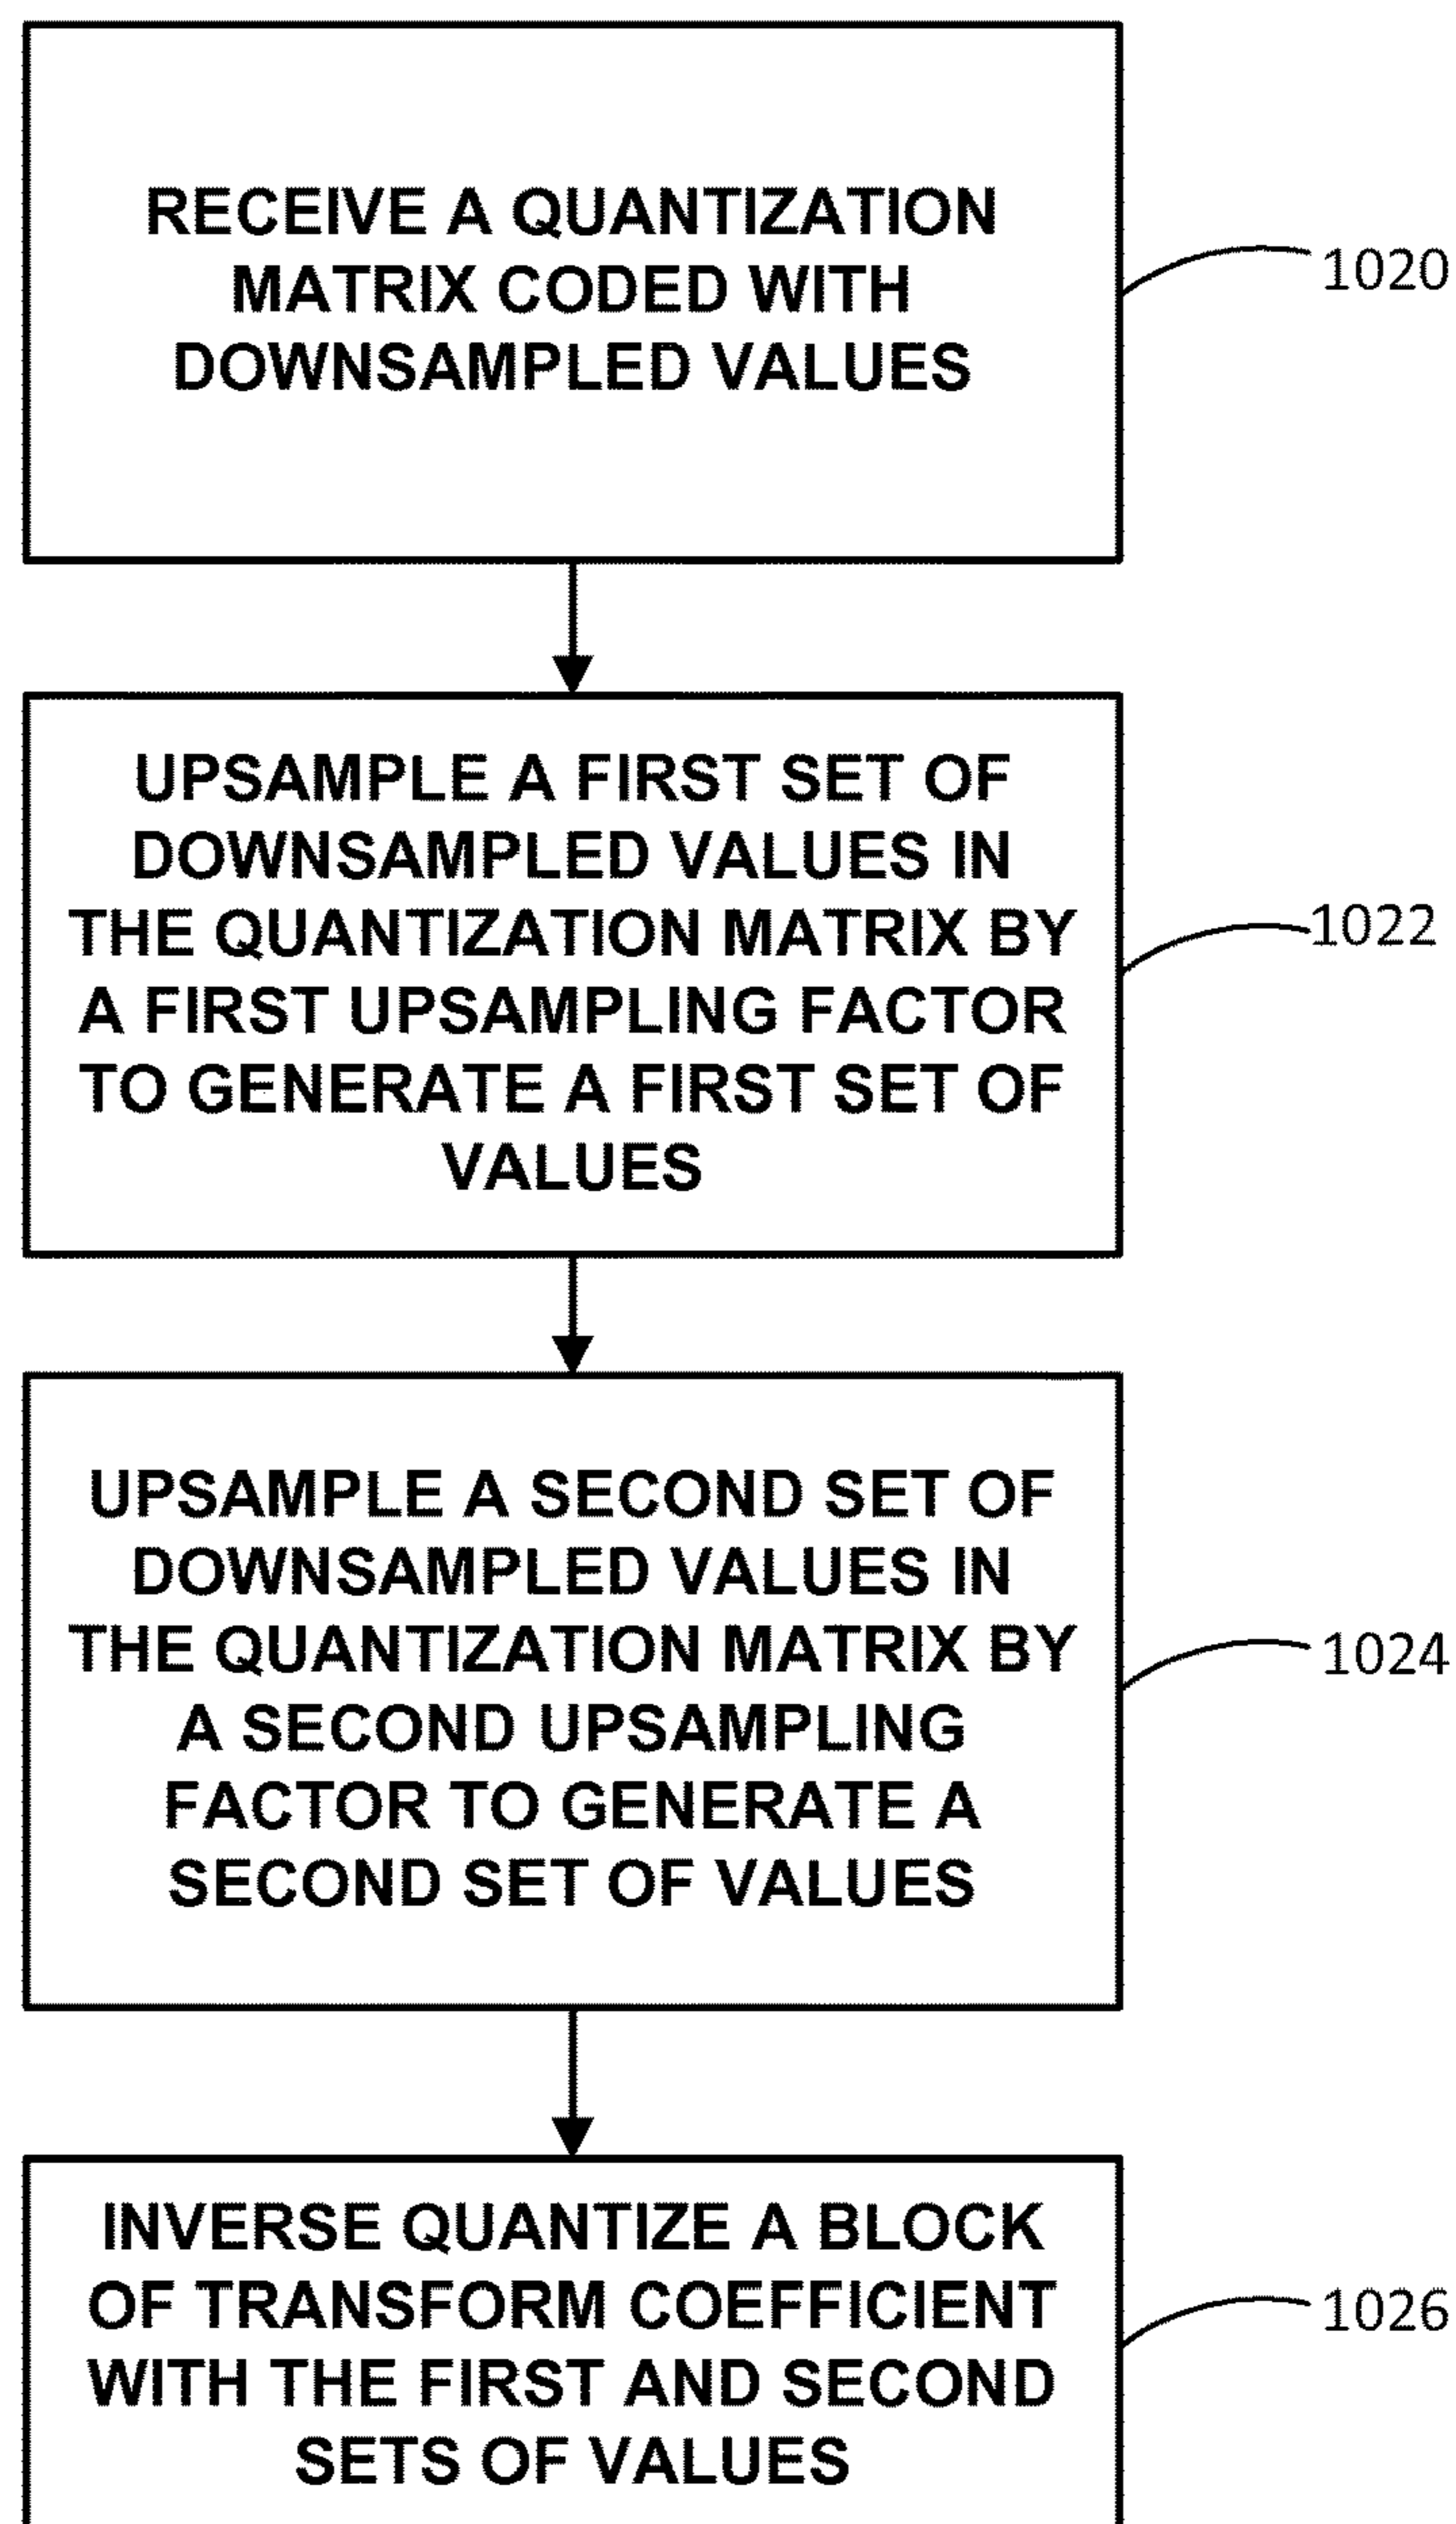 RECEIVE A QUANTIZATION
MATRIX CODED WITH
DOWNSAMPLED VALUES
1020
UPSAMPLE A FIRST SET OF
DOWNSAMPLED VALUES IN
THE QUANTIZATION MATRIX BY
A FIRST UPSAMPLING FACTOR
TO GENERATE A FIRST SET OF
VALUES
1022
UPSAMPLE A SECOND SET OF
DOWNSAMPLED VALUES IN
THE QUANTIZATION MATRIX BY
A SECOND UPSAMPLING
FACTOR TO GENERATE A
SECOND SET OF VALUES
1024
INVERSE QUANTIZE A BLOCK
OF TRANSFORM COEFFICIENT
WITH THE FIRST AND SECOND
SETS OF VALUES
1026